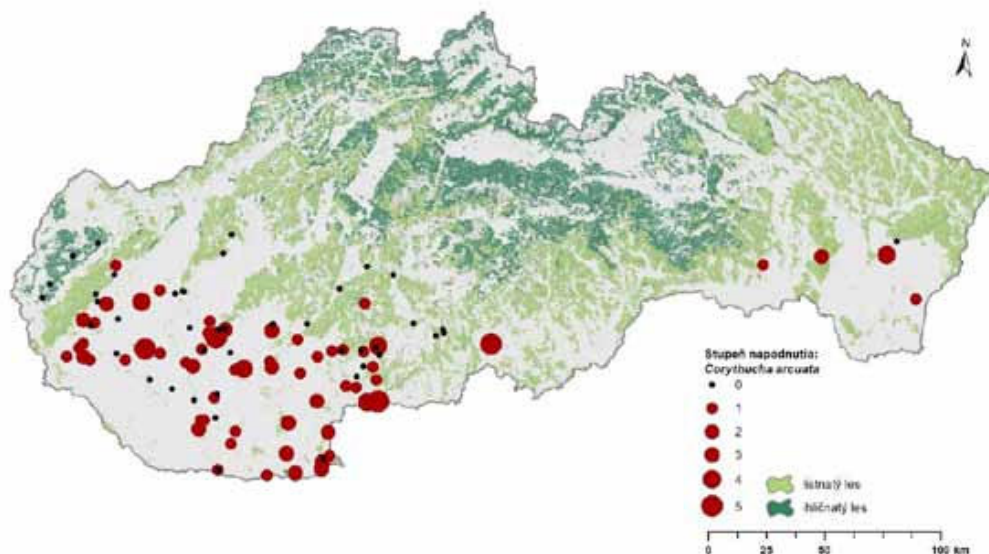 N
Stupeň napadnutia:
Corythucha arcuata
0
1
2
3
4
5
listnatý les
ihličnatý les
0 25 50 100 km